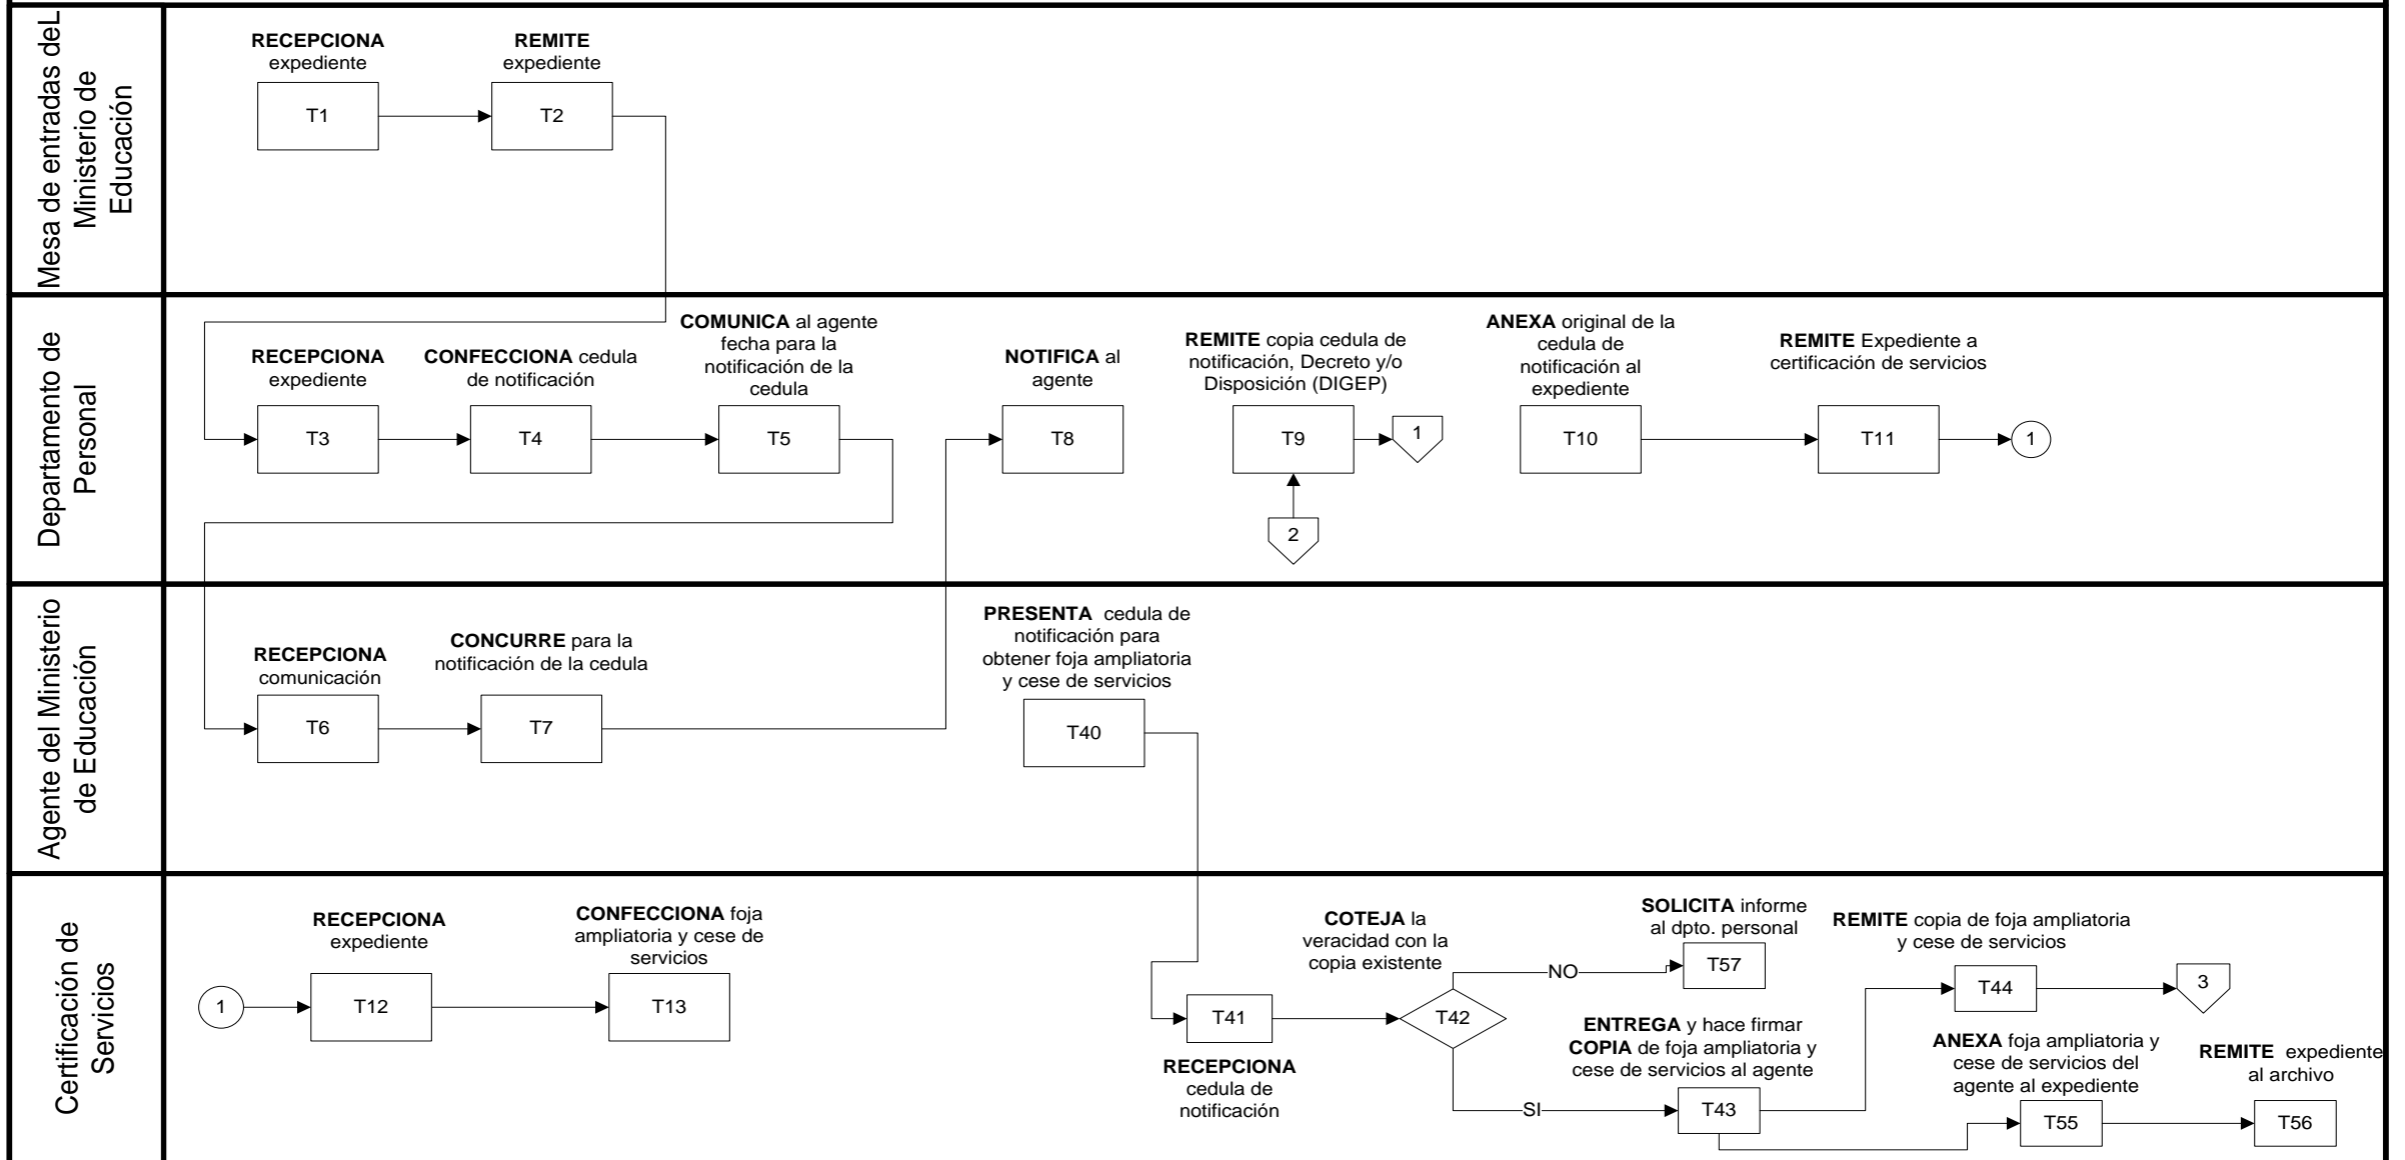 Mesa de entradas deL
Ministerio de
Educación
RECEPCIONA
expediente
T1
REMITE
expediente
T2
Departamento de
Personal
RECEPCIONA
expediente
T3
CONFECCIONA cedula
de notificación
T4
COMUNICA al agente
fecha para la
notificación de la
cedula
T5
NOTIFICA al
agente
T8
REMITE copia cedula de
notificación, Decreto y/o
Disposición (DIGEP)
T9
1
2
ANEXA original de la
cedula de
notificación al
expediente
T10
REMITE Expediente a
certificación de servicios
T11
1
Agente del Ministerio
de Educación
RECEPCIONA
comunicación
T6
CONCURRE para la
notificación de la cedula
T7
PRESENTA cedula de
notificación para
obtener foja ampliatoria
y cese de servicios
T40
Certificación de
Servicios
1
RECEPCIONA
expediente
T12
CONFECCIONA foja
ampliatoria y cese de
servicios
T13
T41
RECEPCIONA
cedula de
notificación
COTEJA la
veracidad con la
copia existente
T42
NO
SOLICITA informe
al dpto. personal
T57
SI
ENTREGA y hace firmar
COPIA de foja ampliatoria y
cese de servicios al agente
T43
REMITE copia de foja ampliatoria
y cese de servicios
T44
3
ANEXA foja ampliatoria y
cese de servicios del
agente al expediente
T55
REMITE expediente
al archivo
T56